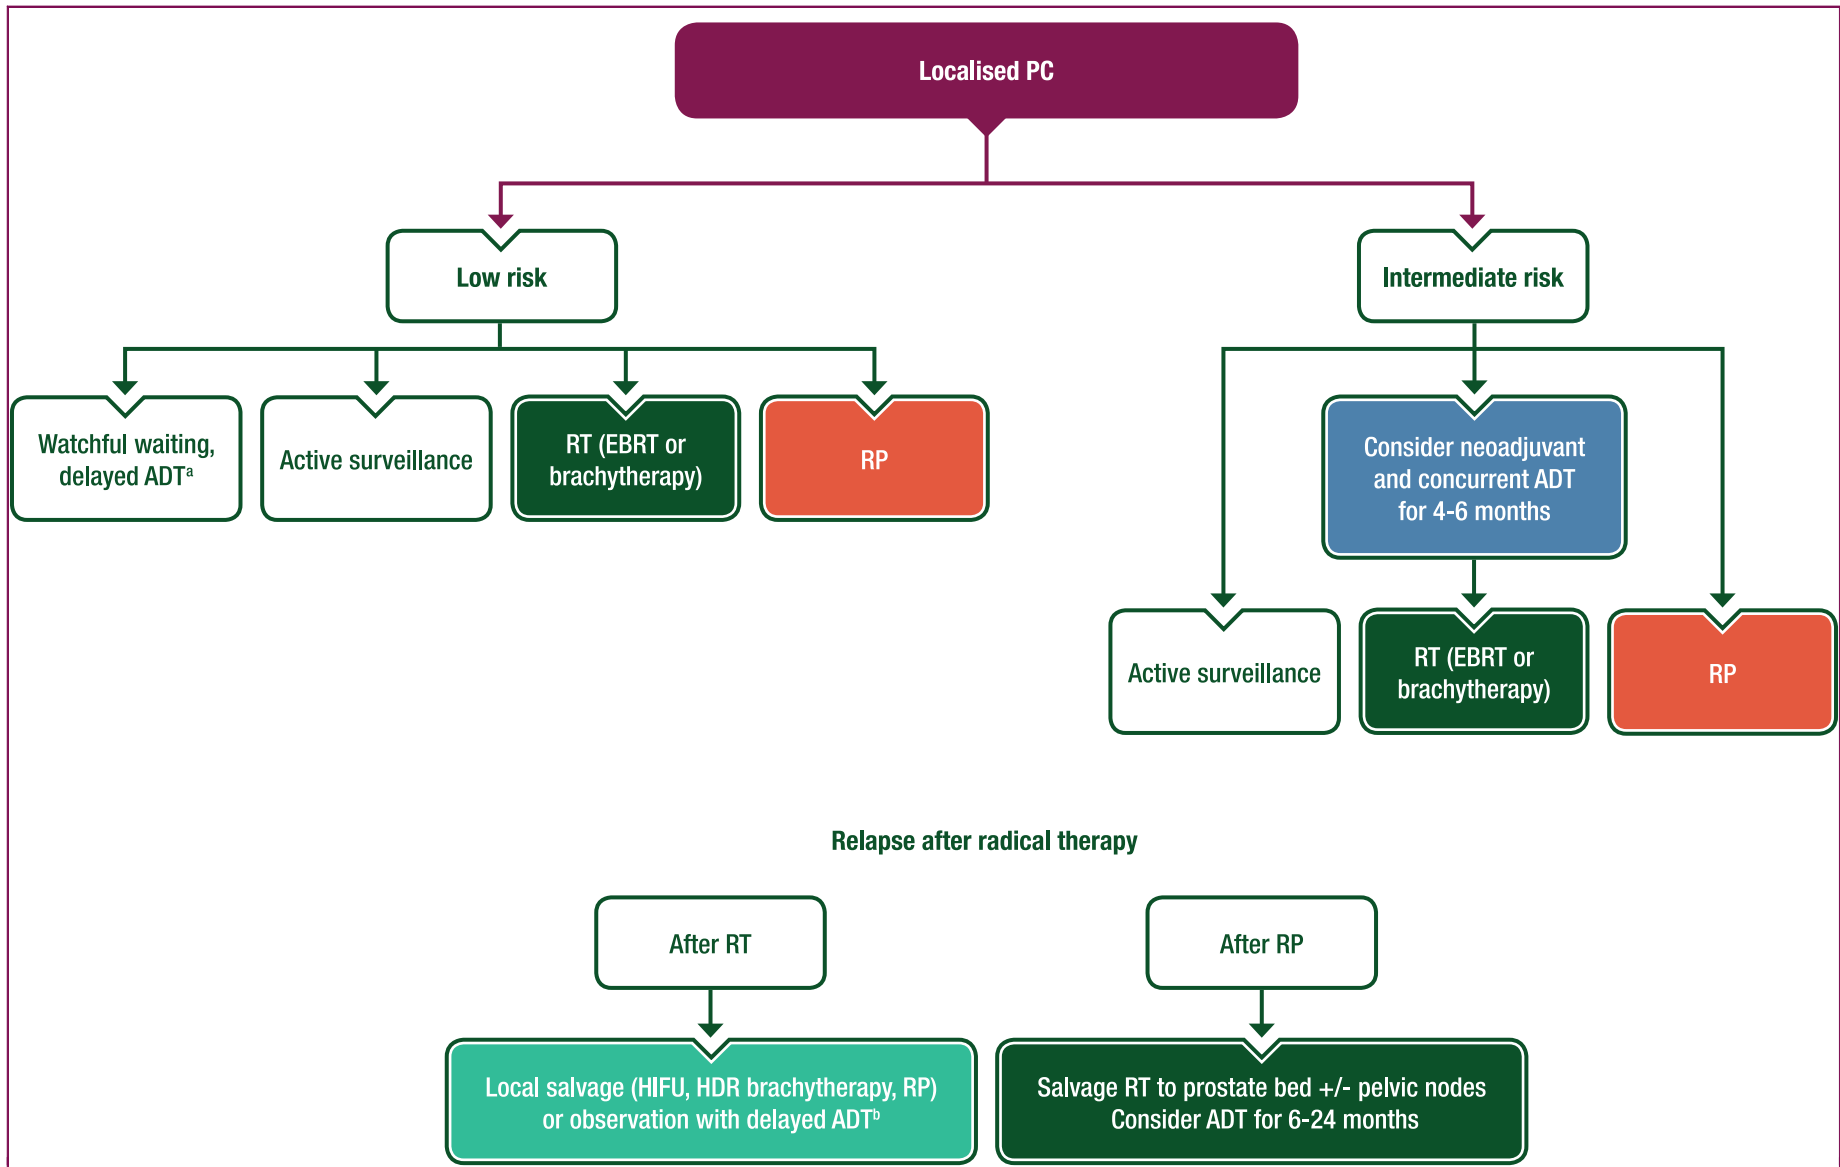 Localised PC
Low risk
Intermediate risk
Watchful waiting,
delayed ADTᵃ
Active surveillance
RT (EBRT or
brachytherapy)
RP
Consider neoadjuvant
and concurrent ADT
for 4-6 months
Active surveillance
RT (EBRT or
brachytherapy)
RP
Relapse after radical therapy
After RT
After RP
Local salvage (HIFU, HDR brachytherapy, RP)
or observation with delayed ADTᵇ
Salvage RT to prostate bed +/- pelvic nodes
Consider ADT for 6-24 months